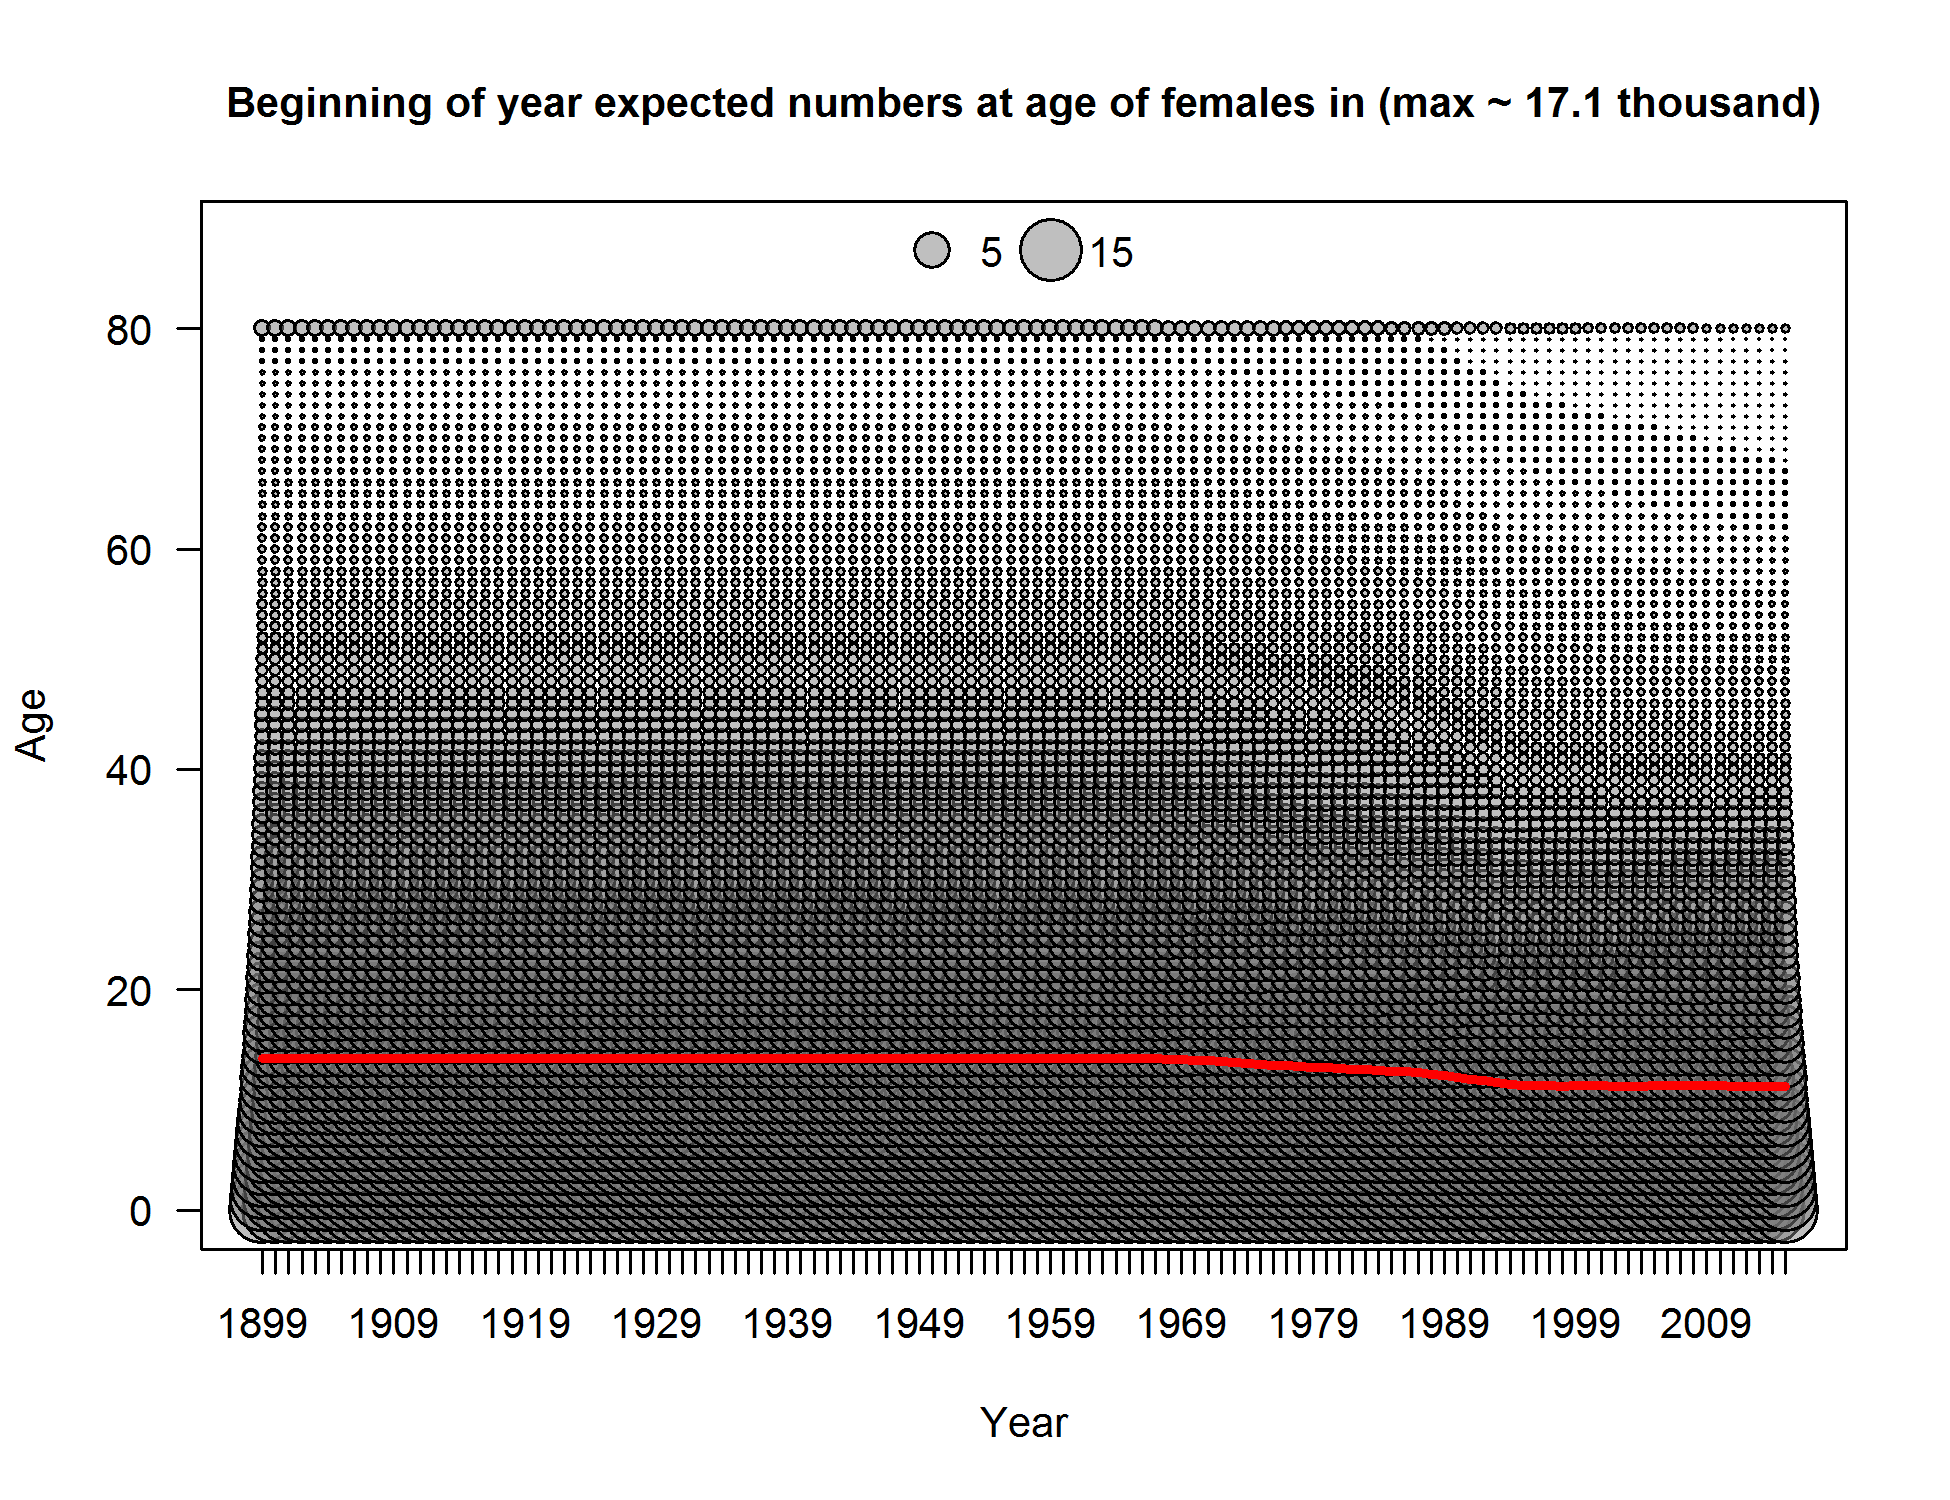 Beginning of year expected numbers at age of females in (max ~ 17.1 thousand)
5 15
80
60
40
20
0
Age
1899 1909 1919 1929 1939 1949 1959 1969 1979 1989 1999 2009
Year